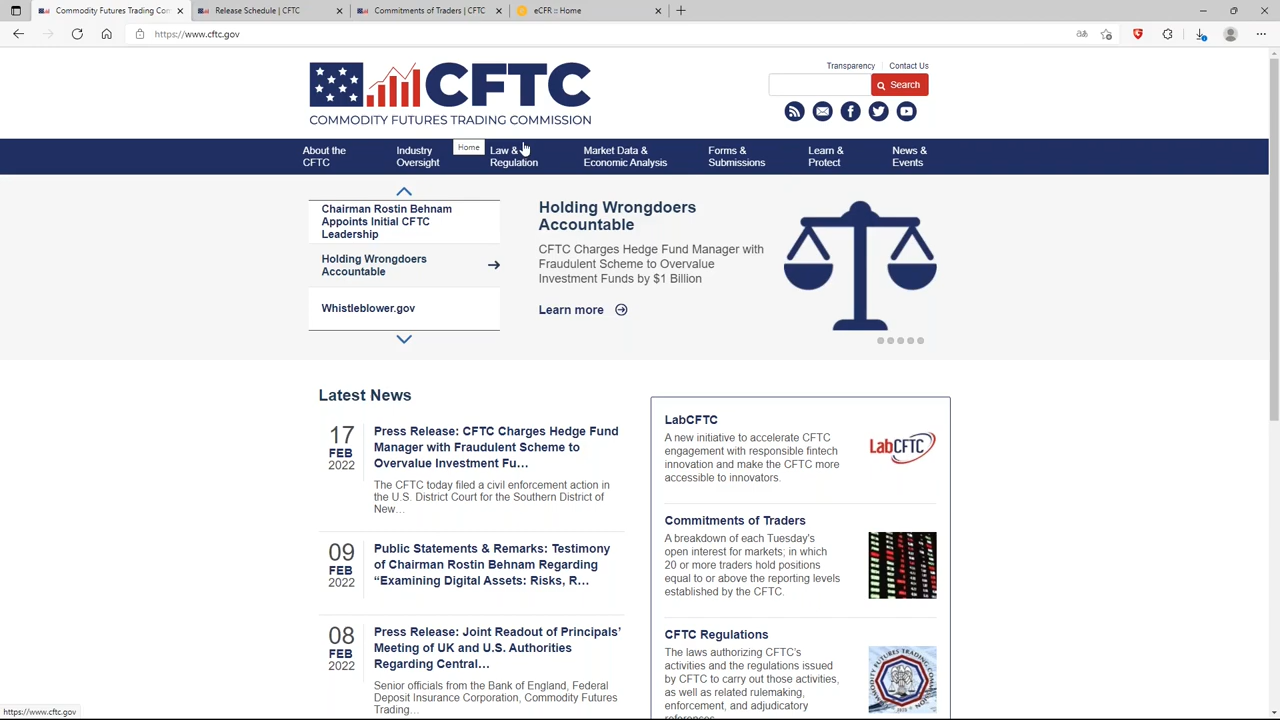 Commodity Futures Trading Con
Release Schedule | CFTC
Commitments of Traders | CFTC
eCFR :: Home
https://www.cftc.gov
CFTC
COMMODITY FUTURES TRADING COMMISSION
Transparency
Contact Us
Search
About the
CFTC
Industry
Oversight
Home
Law &
Regulation
Market Data &
Economic Analysis
Forms &
Submissions
Learn &
Protect
News &
Events
Chairman Rostin Behnam
Appoints Initial CFTC
Leadership
Holding Wrongdoers
Accountable
Whistleblower.gov
Holding Wrongdoers
Accountable
CFTC Charges Hedge Fund Manager with
Fraudulent Scheme to Overvalue
Investment Funds by $1 Billion
Learn more
Latest News
17
FEB
2022
Press Release: CFTC Charges Hedge Fund
Manager with Fraudulent Scheme to
Overvalue Investment Fu…
The CFTC today filed a civil enforcement action in
the U.S. District Court for the Southern District of
New…
09
FEB
2022
Public Statements & Remarks: Testimony
of Chairman Rostin Behnam Regarding
“Examining Digital Assets: Risks, R…
08
FEB
2022
Press Release: Joint Readout of Principals’
Meeting of UK and U.S. Authorities
Regarding Central…
Senior officials from the Bank of England, Federal
Deposit Insurance Corporation, Commodity Futures
Trading…
LabCFTC
A new initiative to accelerate CFTC
engagement with responsible fintech
innovation and make the CFTC more
accessible to innovators.
LabCFTC
Commitments of Traders
A breakdown of each Tuesday's
open interest for markets; in which
20 or more traders hold positions
equal to or above the reporting levels
established by the CFTC.
CFTC Regulations
The laws authorizing CFTC's
activities and the regulations issued
by CFTC to carry out those activities,
as well as related rulemaking,
enforcement, and adjudicatory
references.
https://www.cftc.gov